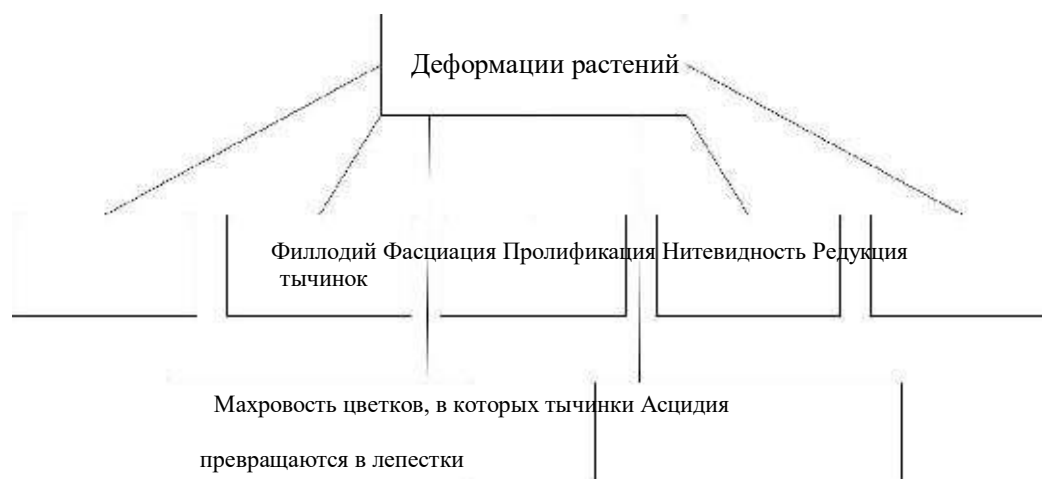 Деформации растений
Филлодий Фасциация Пролификация Нитевидность Редукция
тычинок
Махровость цветков, в которых тычинки Асцидия
превращаются в лепестки